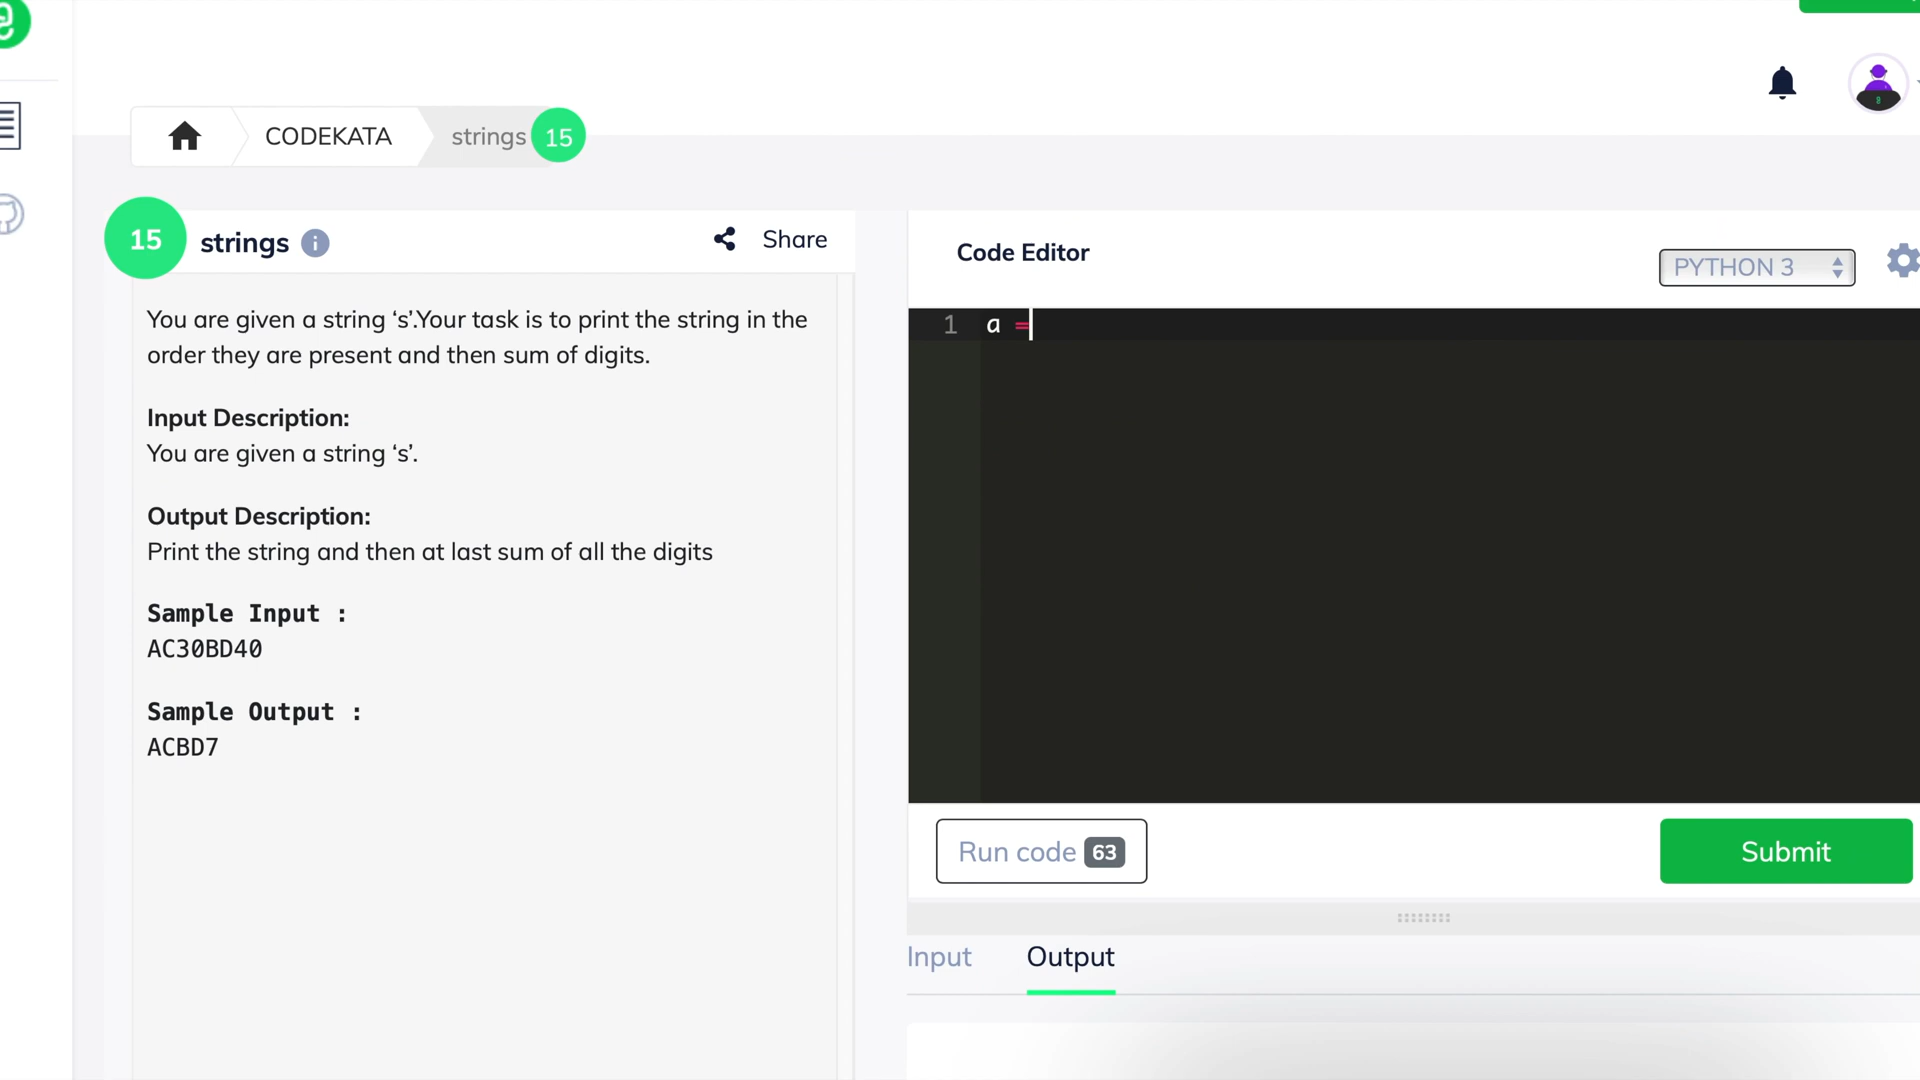 CODEKATA
strings 15
15 strings
Share
You are given a string ‘s’.Your task is to print the string in the
order they are present and then sum of digits.
Input Description:
You are given a string ‘s’.
Output Description:
Print the string and then at last sum of all the digits
Sample Input :
AC30BD40
Sample Output :
ACBD7
Code Editor
PYTHON 3
1 a =
Run code 63
Submit
Input Output